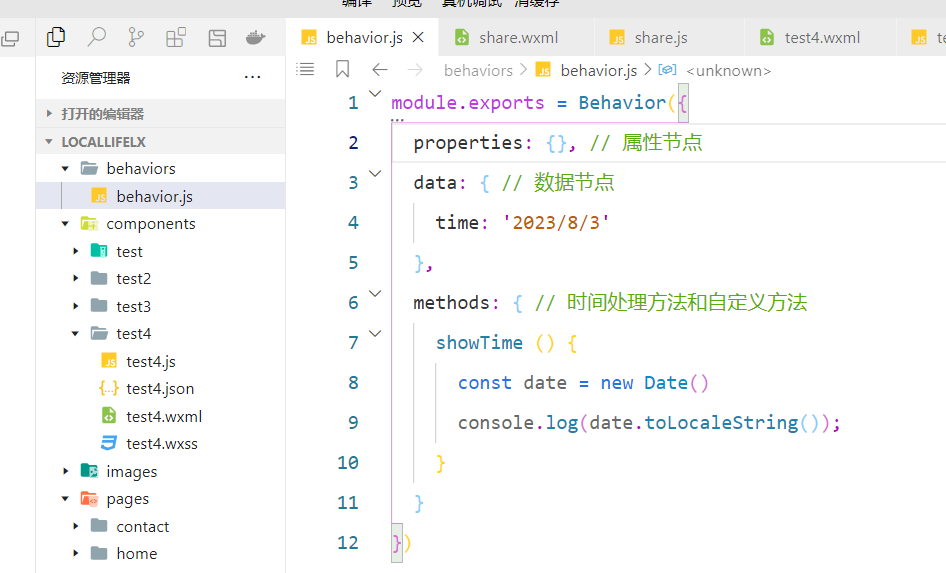 编译 预览 真机调试 清缓存
behavior.js
share.wxml
share.js
test4.wxml
资源管理器
behaviors > behavior.js > <unknown>
打开的编辑器
LOCALLIFELX
behaviors
behavior.js
components
test
test2
test3
test4
test4.js
test4.json
test4.wxml
test4.wxss
images
pages
contact
home
1 module.exports = Behavior({
2 properties: {}, // 属性节点
3 data: { // 数据节点
4 time: '2023/8/3'
5 },
6 methods: { // 时间处理方法和自定义方法
7 showTime () {
8 const date = new Date()
9 console.log(date.toLocaleString());
10 }
11 }
12 })